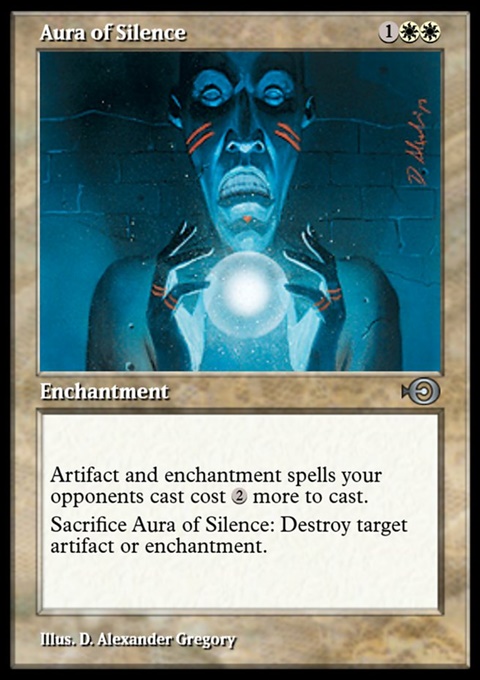 Aura of Silence 1
Enchantment
Artifact and enchantment spells your
opponents cast cost 2 more to cast.
Sacrifice Aura of Silence: Destroy target
artifact or enchantment.
Illus. D. Alexander Gregory